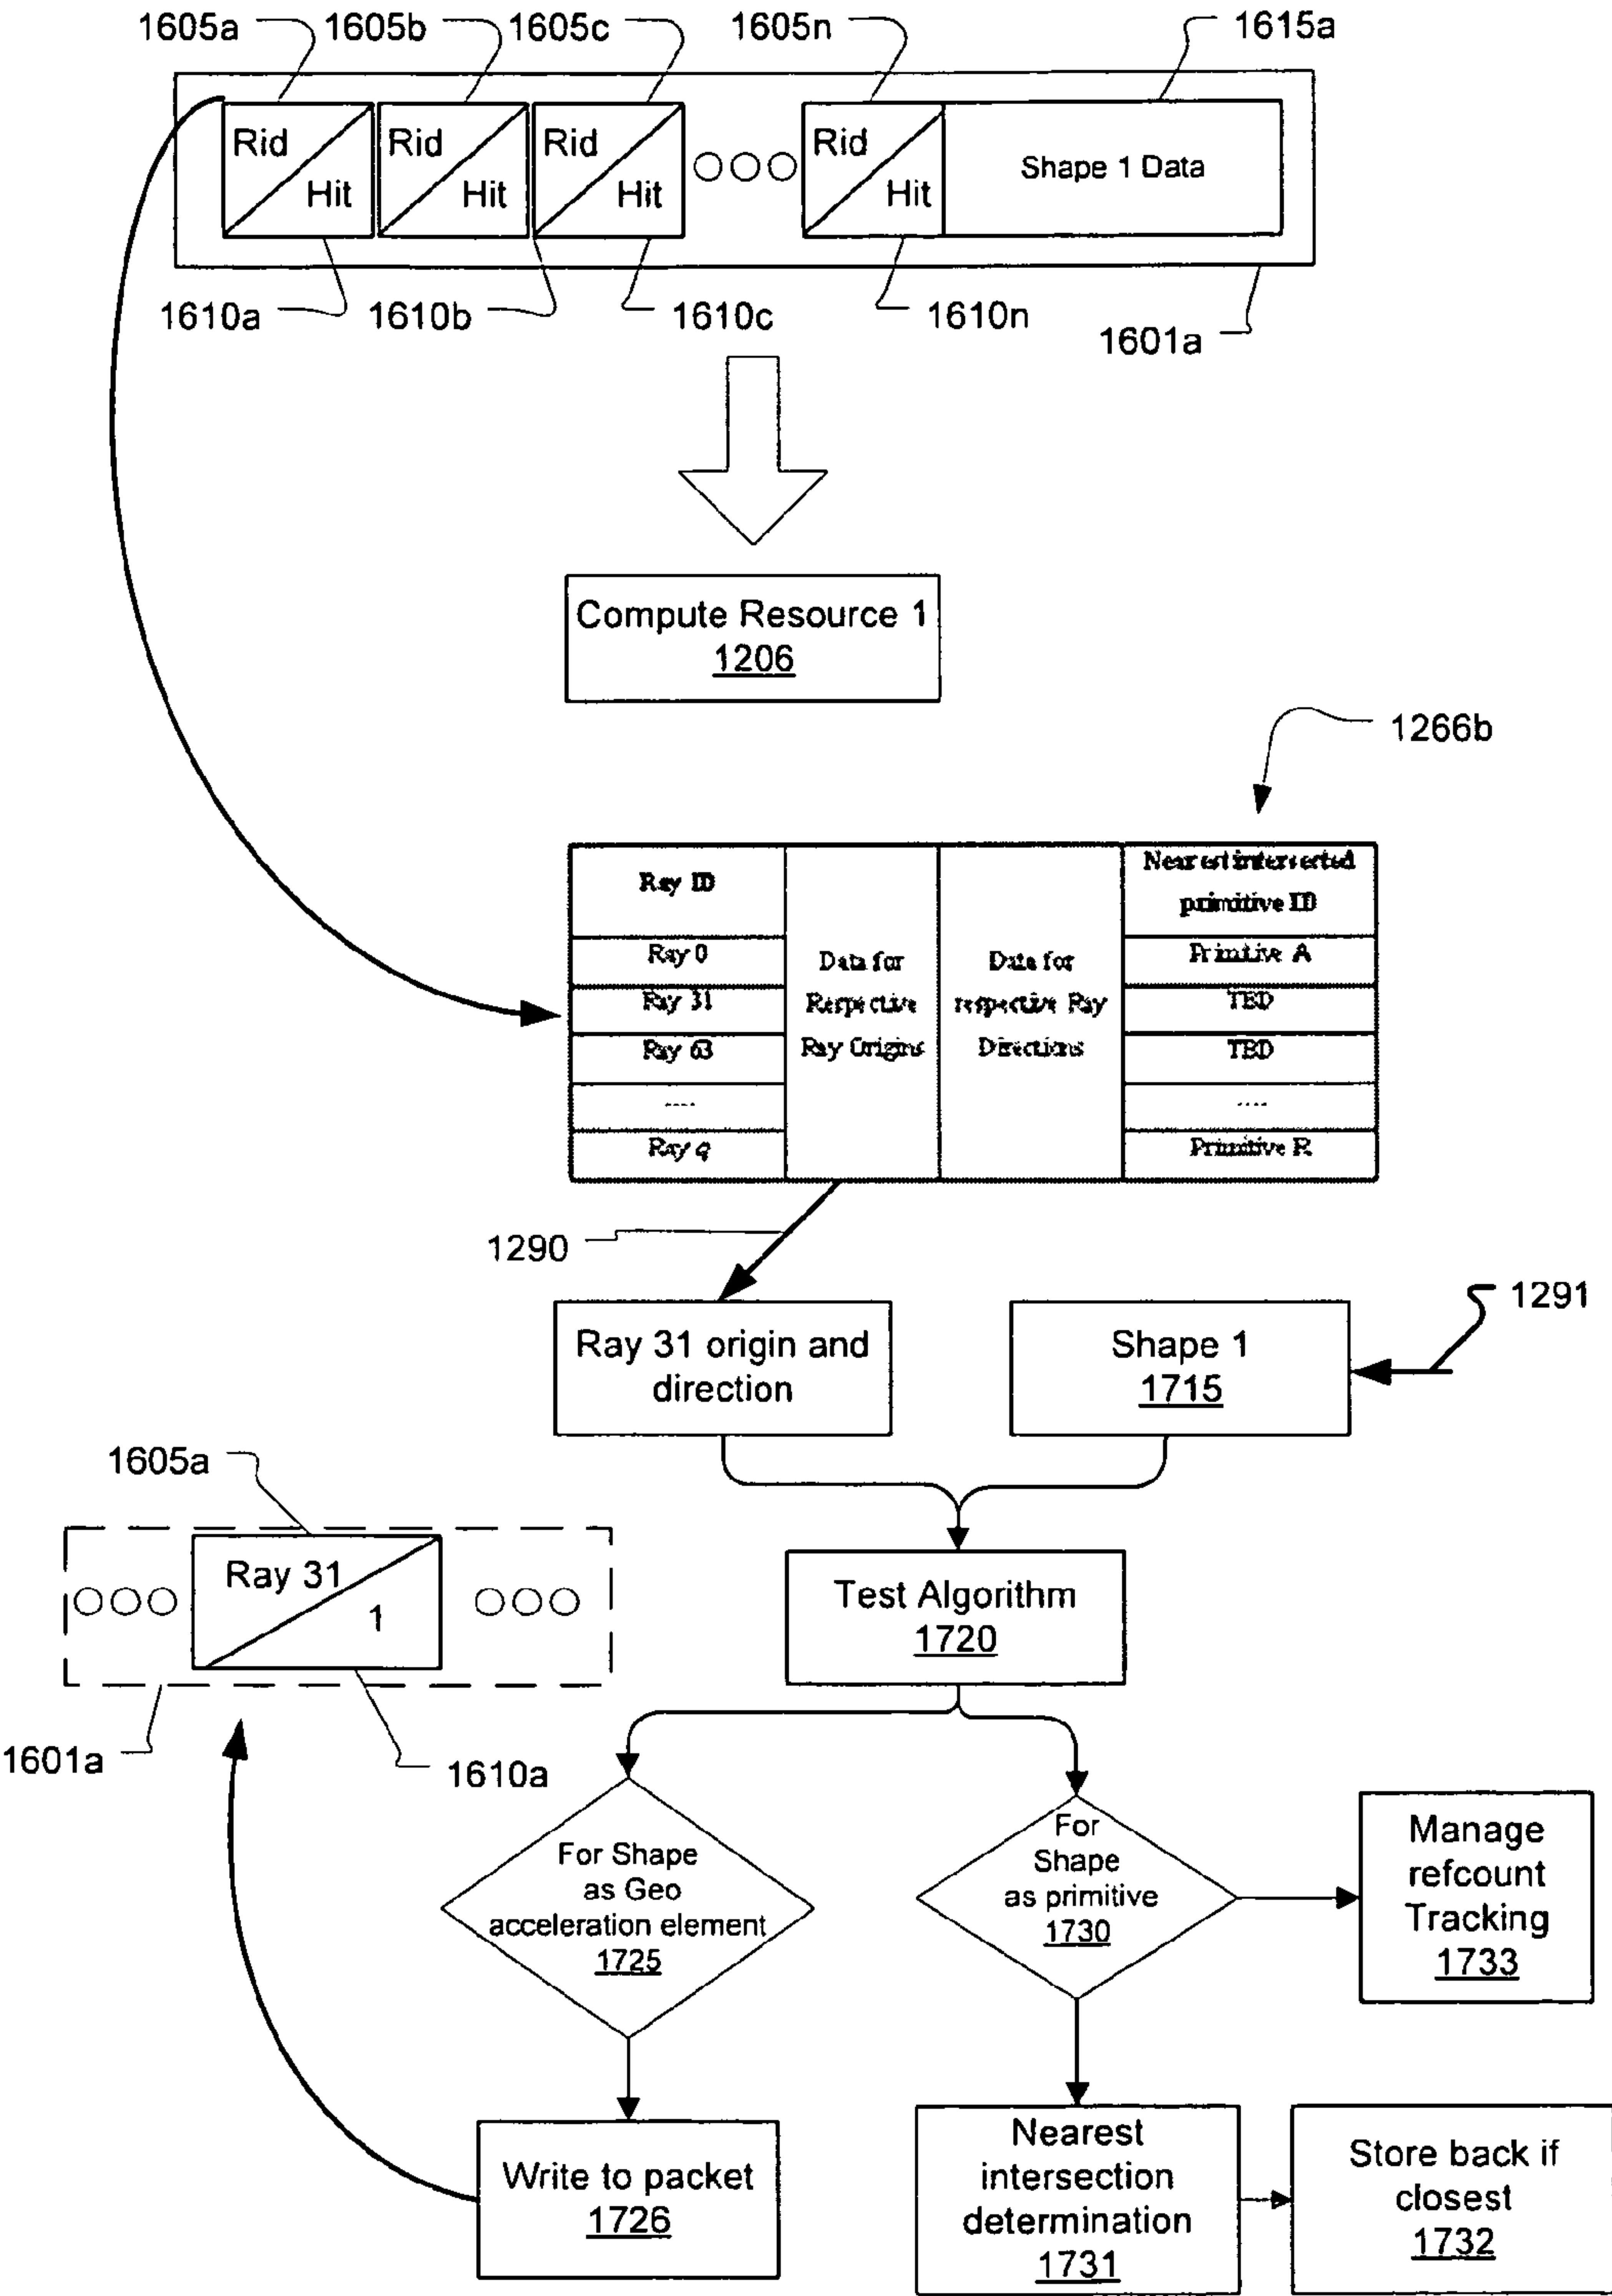 1605a 1605b 1605c 1605n 1615a
Rid Rid Rid Rid
Hit Hit Hit Hit
Shape 1 Data
1610a 1610b 1610c 1610n 1601a
Compute Resource 1
1206
1266b
Ray ID
Nearest intersected
primitive ID
Ray 0
Primitive A
Data for
Respective
Ray Origins
Data for
respective Ray
Directions
Ray 31
TBD
Ray 63
TBD
....
....
Ray q
Primitive R
1290
1291
Ray 31 origin and
direction
Shape 1
1715
1605a
Ray 31
1
1601a
1610a
Test Algorithm
1720
For Shape
as Geo
acceleration element
1725
For
Shape
as primitive
1730
Manage
refcount
Tracking
1733
Write to packet
1726
Nearest
intersection
determination
1731
Store back if
closest
1732